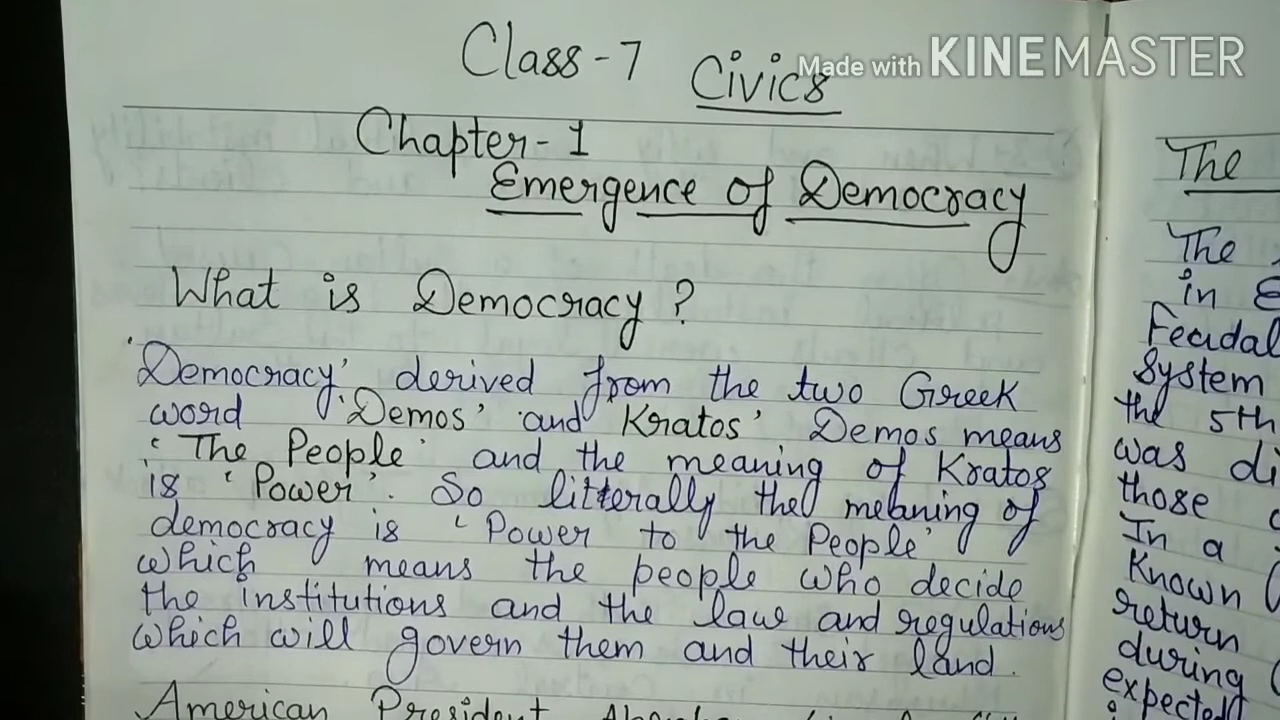 Class-7
Civics
Made with KINEMASTER
Chapter-1
Emergence of Democracy
What is Democracy?
'Democracy' derived from the two Greek
word 'Demos' and Kratos'. Demos means
'The People' and the meaning of Kratos
is 'Power'. So litterally the meaning of
democracy is 'Power to the People'
which means the people who decide
the institutions and the law and regulations
which will govern them and their land.
American President
The
The
in
Feudal
System
the 5th
was
those
In a
Known
return
during
expected